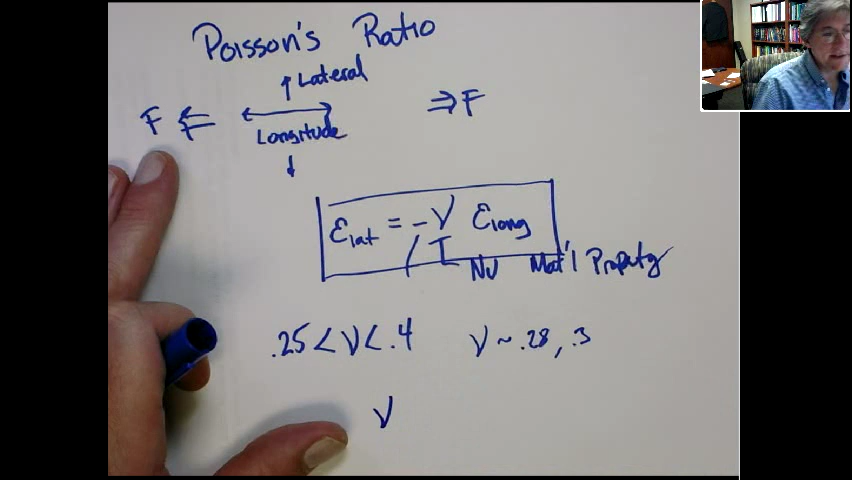 Poisson's Ratio
↑ Lateral
F ⇐ ↔ ⇒ F
Longitude
↓
ε_lat = -ν ε_long
Nu Mat'l Property
.25 < ν < .4 ν ~ .28, .3
ν